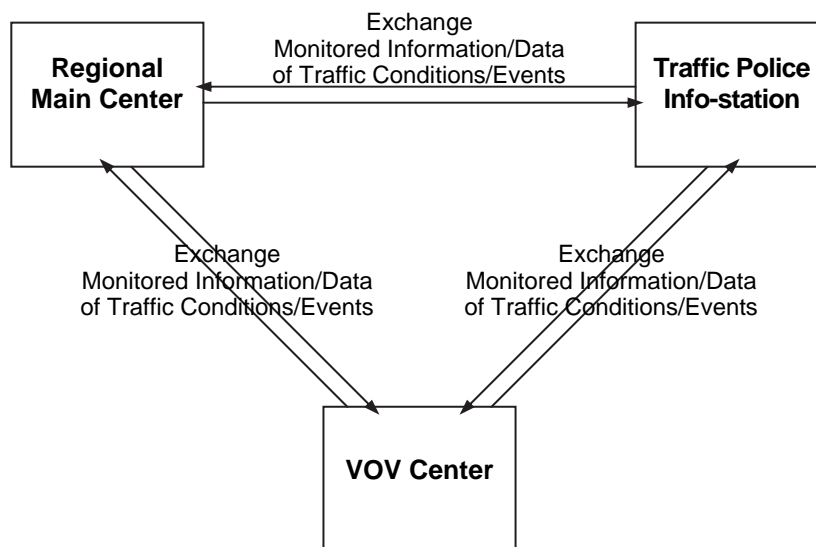 Exchange
Monitored Information/Data
of Traffic Conditions/Events
Regional
Main Center
Traffic Police
Info-station
Exchange
Monitored Information/Data
of Traffic Conditions/Events
Exchange
Monitored Information/Data
of Traffic Conditions/Events
VOV Center